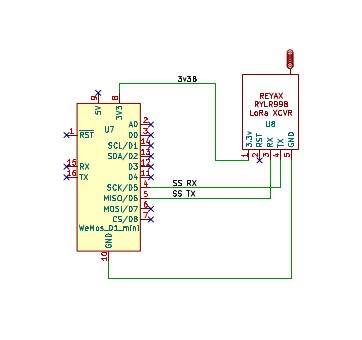 3V3B
REYAX
RYLR998
LoRa XCVR
U8
3.3v
RST
RX
TX
GND
1
2
3
4
5
9
8
5V
3V3
U7
1
RST
15
RX
16
TX
AD
2
DD
3
SCL/D1
14
SDA/D2
13
D3
12
D4
11
SCK/D5
4
MISO/D6
5
MOSI/D7
6
CS/D8
7
SS RX
SS TX
WeMos_D1_mini
GND
10